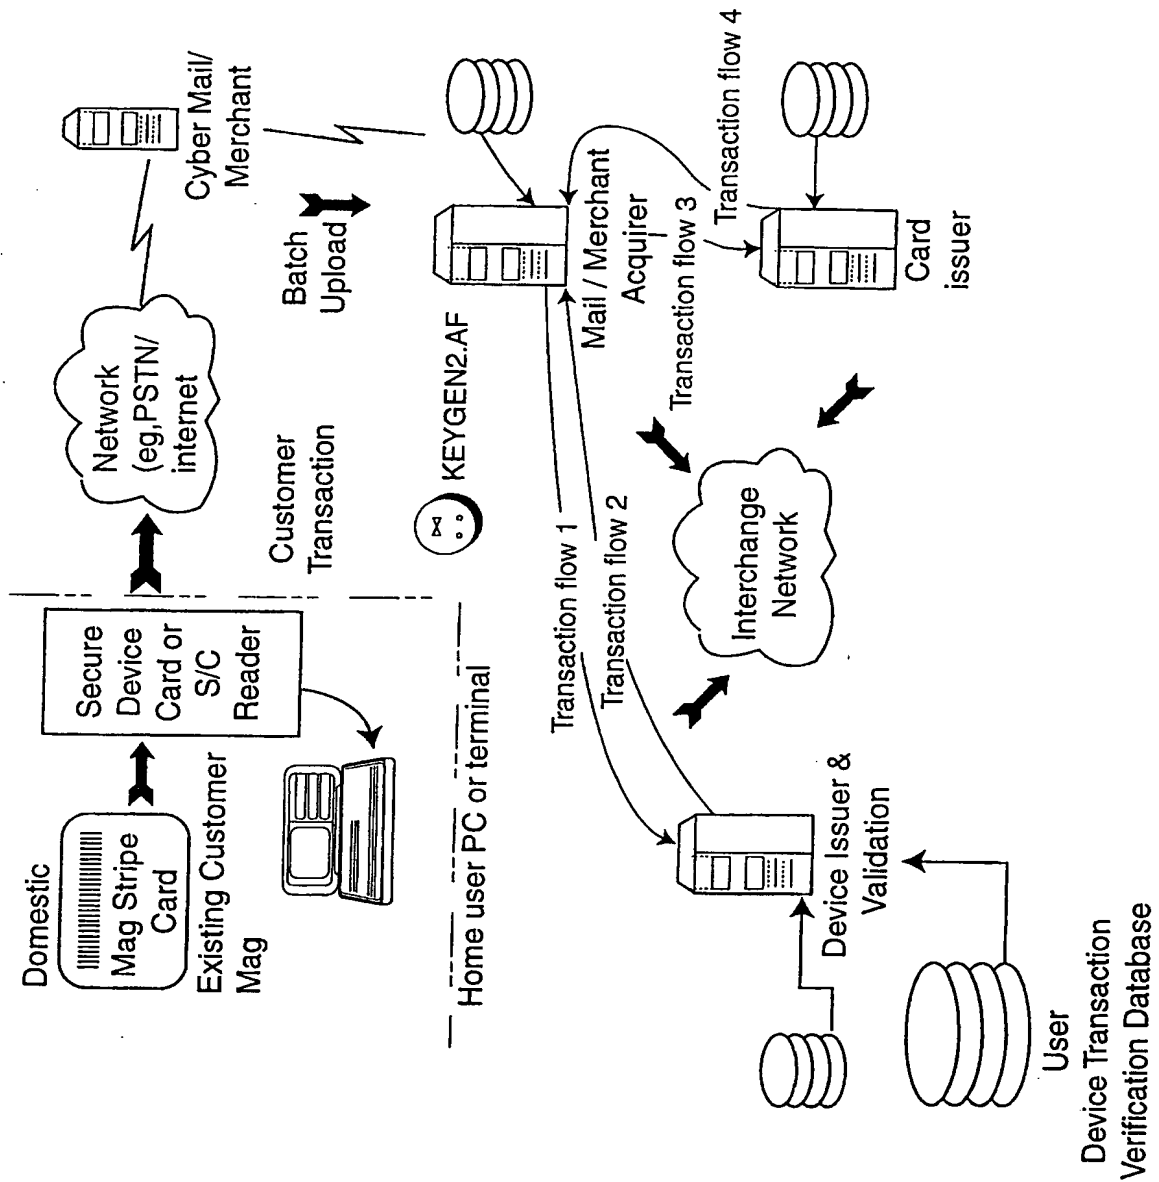 Domestic
Mag Stripe
Card
Existing Customer
Mag
Secure
Device
Card or
S/C
Reader
Network
(eg,PSTN/
internet
Cyber Mail/
Merchant
Customer
Transaction
Batch
Upload
Home user PC or terminal
KEYGEN2.AF
Transaction flow 1
Transaction flow 2
Mail / Merchant
Acquirer
Transaction flow 3
Transaction flow 4
Interchange
Network
Device Issuer &
Validation
Card
issuer
User
Device Transaction
Verification Database